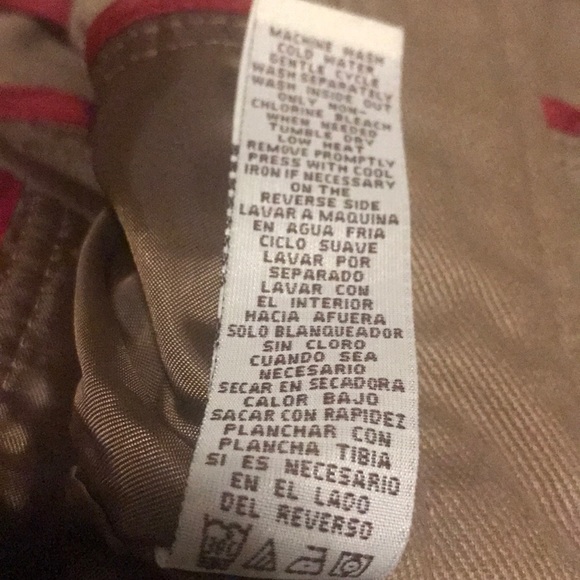 MACHINE WASH
COLD WATER
GENTLE CYCLE
WASH SEPARATELY
WASH INSIDE OUT
ONLY NON-
CHLORINE BLEACH
WHEN NEEDED
TUMBLE DRY
LOW HEAT
REMOVE PROMPTLY
PRESS WITH COOL
IRON IF NECESSARY
ON THE
REVERSE SIDE
LAVAR A MAQUINA
EN AGUA FRIA
CICLO SUAVE
LAVAR POR
SEPARADO
LAVAR CON
EL INTERIOR
HACIA AFUERA
SOLO BLANQUEADOR
SIN CLORO
CUANDO SEA
NECESARIO
SECAR EN SECADORA
CALOR BAJO
SACAR CON RAPIDEZ
PLANCHAR CON
PLANCHA TIBIA
SI ES NECESARIO
EN EL LADO
DEL REVERSO